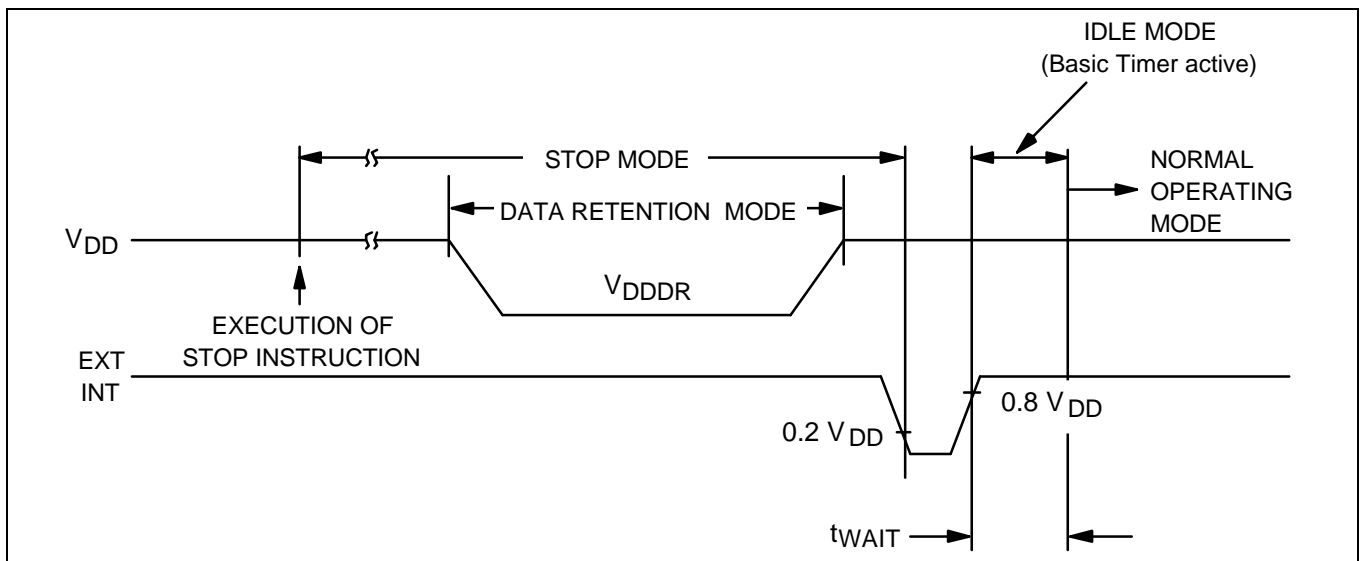 IDLE MODE
(Basic Timer active)
STOP MODE
NORMAL
OPERATING
MODE
DATA RETENTION MODE
VDD
VDDDR
EXECUTION OF
STOP INSTRUCTION
EXT
INT
0.2 VDD
0.8 VDD
tWAIT